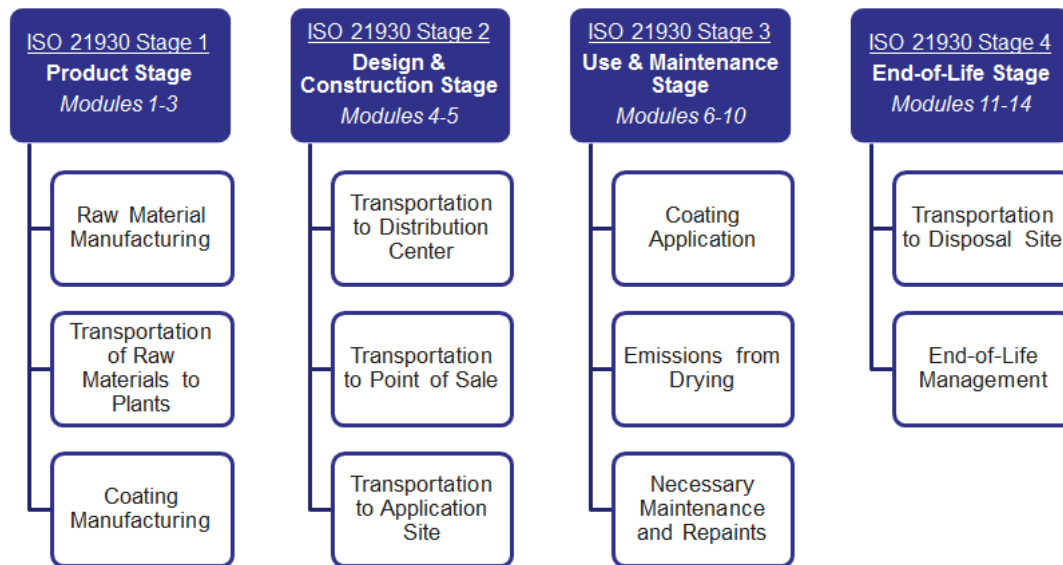 ISO 21930 Stage 1
Product Stage
Modules 1-3
Raw Material
Manufacturing
Transportation
of Raw
Materials to
Plants
Coating
Manufacturing
ISO 21930 Stage 2
Design &
Construction Stage
Modules 4-5
Transportation
to Distribution
Center
Transportation
to Point of Sale
Transportation
to Application
Site
ISO 21930 Stage 3
Use & Maintenance
Stage
Modules 6-10
Coating
Application
Emissions from
Drying
Necessary
Maintenance
and Repaints
ISO 21930 Stage 4
End-of-Life Stage
Modules 11-14
Transportation
to Disposal Site
End-of-Life
Management